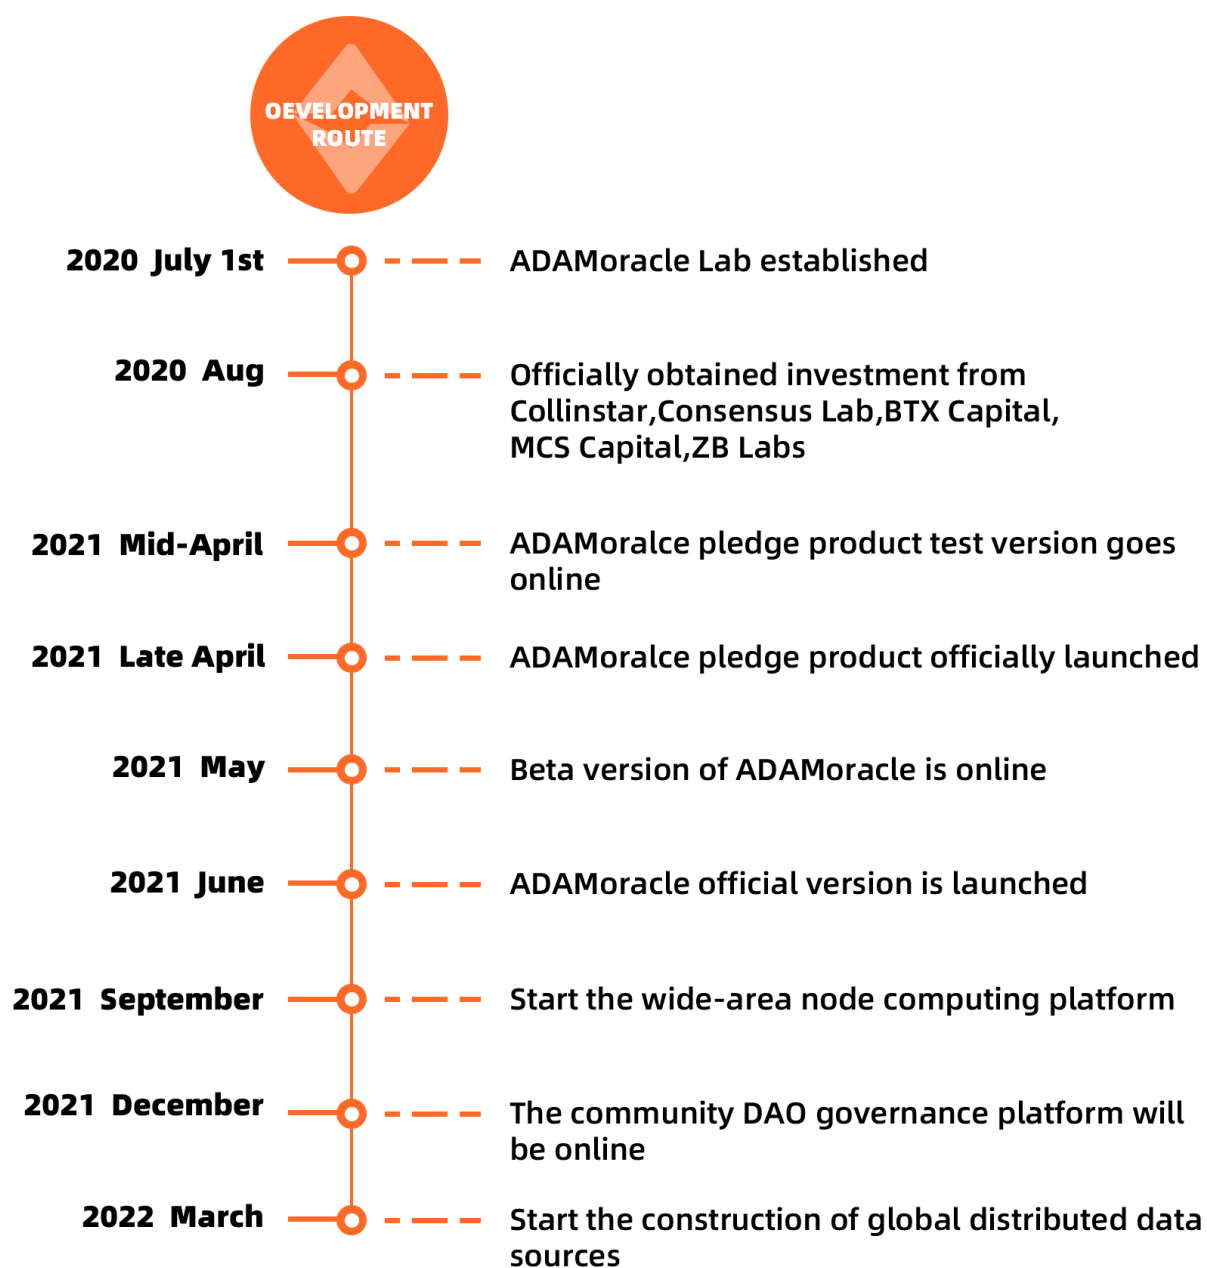 OEVELOPMENT
ROUTE
2020 July 1st
ADAMoracle Lab established
2020 Aug
Officially obtained investment from
Collinstar,Consensus Lab,BTX Capital,
MCS Capital,ZB Labs
2021 Mid-April
ADAMoralce pledge product test version goes
online
2021 Late April
ADAMoralce pledge product officially launched
2021 May
Beta version of ADAMoracle is online
2021 June
ADAMoracle official version is launched
2021 September
Start the wide-area node computing platform
2021 December
The community DAO governance platform will
be online
2022 March
Start the construction of global distributed data
sources